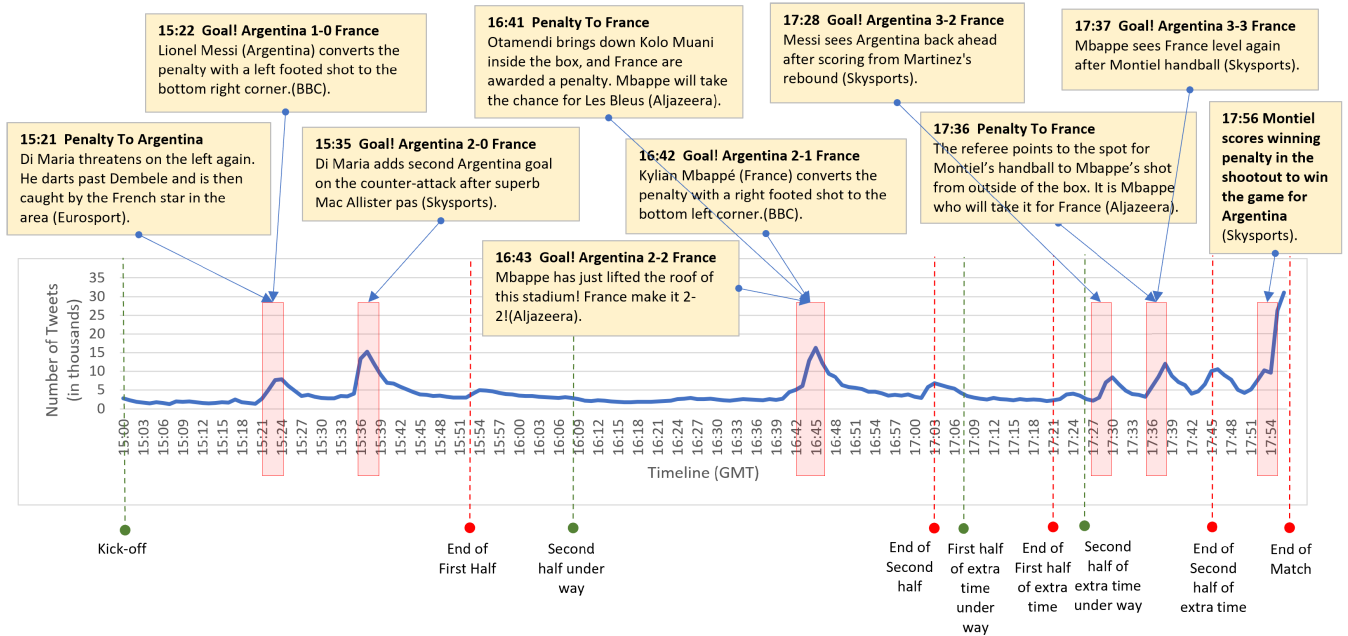 15:22 Goal! Argentina 1-0 France
Lionel Messi (Argentina) converts the
penalty with a left footed shot to the
bottom right corner.(BBC).
16:41 Penalty To France
Otamendi brings down Kolo Muani
inside the box, and France are
awarded a penalty. Mbappe will take
the chance for Les Bleus (Aljazeera).
17:28 Goal! Argentina 3-2 France
Messi sees Argentina back ahead
after scoring from Martinez's
rebound (Skysports).
17:37 Goal! Argentina 3-3 France
Mbappe sees France level again
after Montiel handball (Skysports).
15:21 Penalty To Argentina
Di Maria threatens on the left again.
He darts past Dembele and is then
caught by the French star in the
area (Eurosport).
15:35 Goal! Argentina 2-0 France
Di Maria adds second Argentina goal
on the counter-attack after superb
Mac Allister pas (Skysports).
16:42 Goal! Argentina 2-1 France
Kylian Mbappé (France) converts the
penalty with a right footed shot to the
bottom left corner.(BBC).
17:36 Penalty To France
The referee points to the spot for
Montiel’s handball to Mbappe’s shot
from outside of the box. It is Mbappe
who will take it for France (Aljazeera).
17:56 Montiel
scores winning
penalty in the
shootout to win
the game for
Argentina
(Skysports).
16:43 Goal! Argentina 2-2 France
Mbappe has just lifted the roof of
this stadium! France make it 2-
2!(Aljazeera).
Number of Tweets
(in thousands)
35
30
25
20
15
10
5
0
15:00
15:03
15:06
15:09
15:12
15:15
15:18
15:21
15:24
15:27
15:30
15:33
15:36
15:39
15:42
15:45
15:48
15:51
15:54
15:57
16:00
16:03
16:06
16:09
16:12
16:15
16:18
16:21
16:24
16:27
16:30
16:33
16:36
16:39
16:42
16:45
16:48
16:51
16:54
16:57
17:00
17:03
17:06
17:09
17:12
17:15
17:18
17:21
17:24
17:27
17:30
17:33
17:36
17:39
17:42
17:45
17:48
17:51
17:54
Timeline (GMT)
Kick-off
End of
First Half
Second
half under
way
End of
Second
half
First half
of extra
time
under
way
End of
First half
of extra
time
Second
half of
extra time
under way
End of
Second
half of
extra time
End of
Match